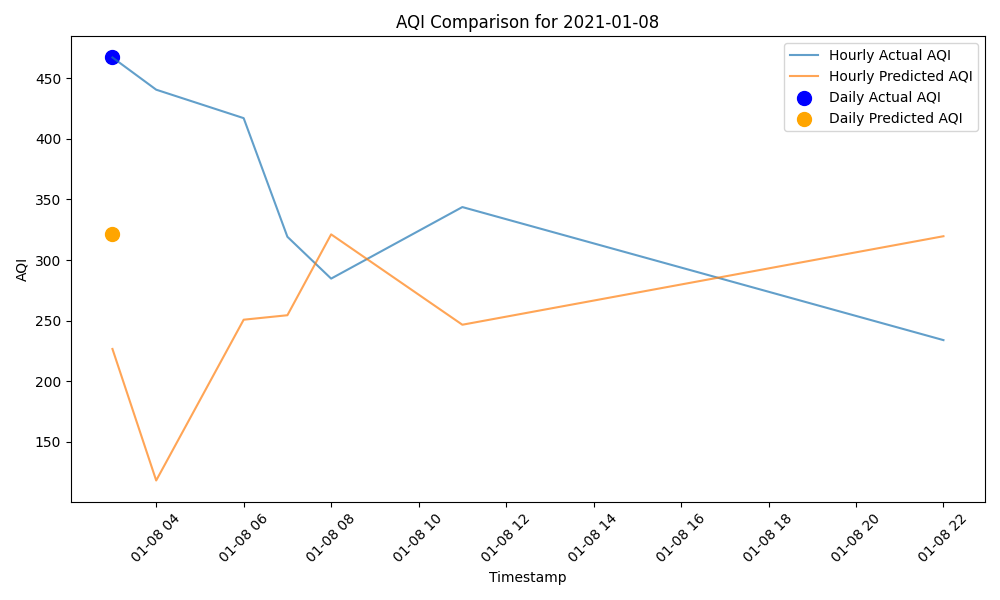 AQI Comparison for 2021-01-08
Hourly Actual AQI
Hourly Predicted AQI
Daily Actual AQI
Daily Predicted AQI
AQI
450
400
350
300
250
200
150
01-08 04
01-08 06
01-08 08
01-08 10
01-08 12
01-08 14
01-08 16
01-08 18
01-08 20
01-08 22
Timestamp